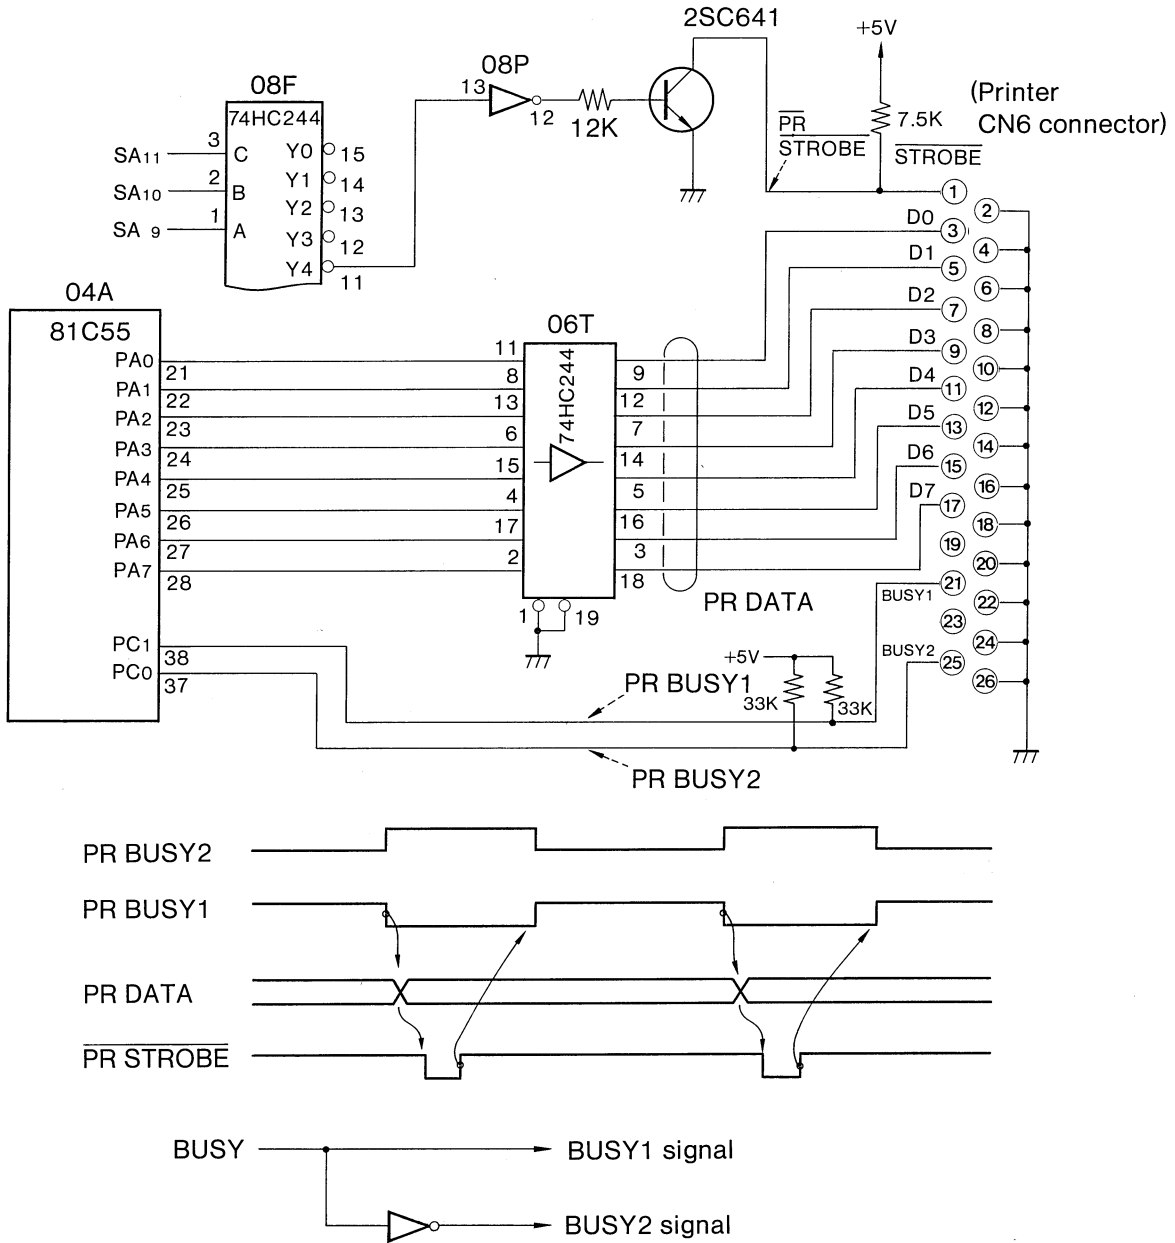 2SC641
+5V
08P
13
12
12K
08F
74HC244
SA11
3
C
Y0
15
SA10
2
B
Y1
14
SA 9
1
A
Y2
13
Y3
12
Y4
11
PR
STROBE
7.5K
STROBE
(Printer
CN6 connector)
1
2
D0
3
4
D1
5
6
D2
7
8
D3
9
10
D4
11
12
D5
13
14
D6
15
16
D7
17
18
19
20
BUSY1
21
22
23
24
BUSY2
25
26
04A
81C55
PA0
21
PA1
22
PA2
23
PA3
24
PA4
25
PA5
26
PA6
27
PA7
28
PC1
38
PC0
37
06T
74HC244
11
8
13
6
15
4
17
2
9
12
7
14
5
16
3
18
1
19
PR DATA
+5V
33K
33K
PR BUSY1
PR BUSY2
PR BUSY2
PR BUSY1
PR DATA
PR STROBE
BUSY
BUSY1 signal
BUSY2 signal